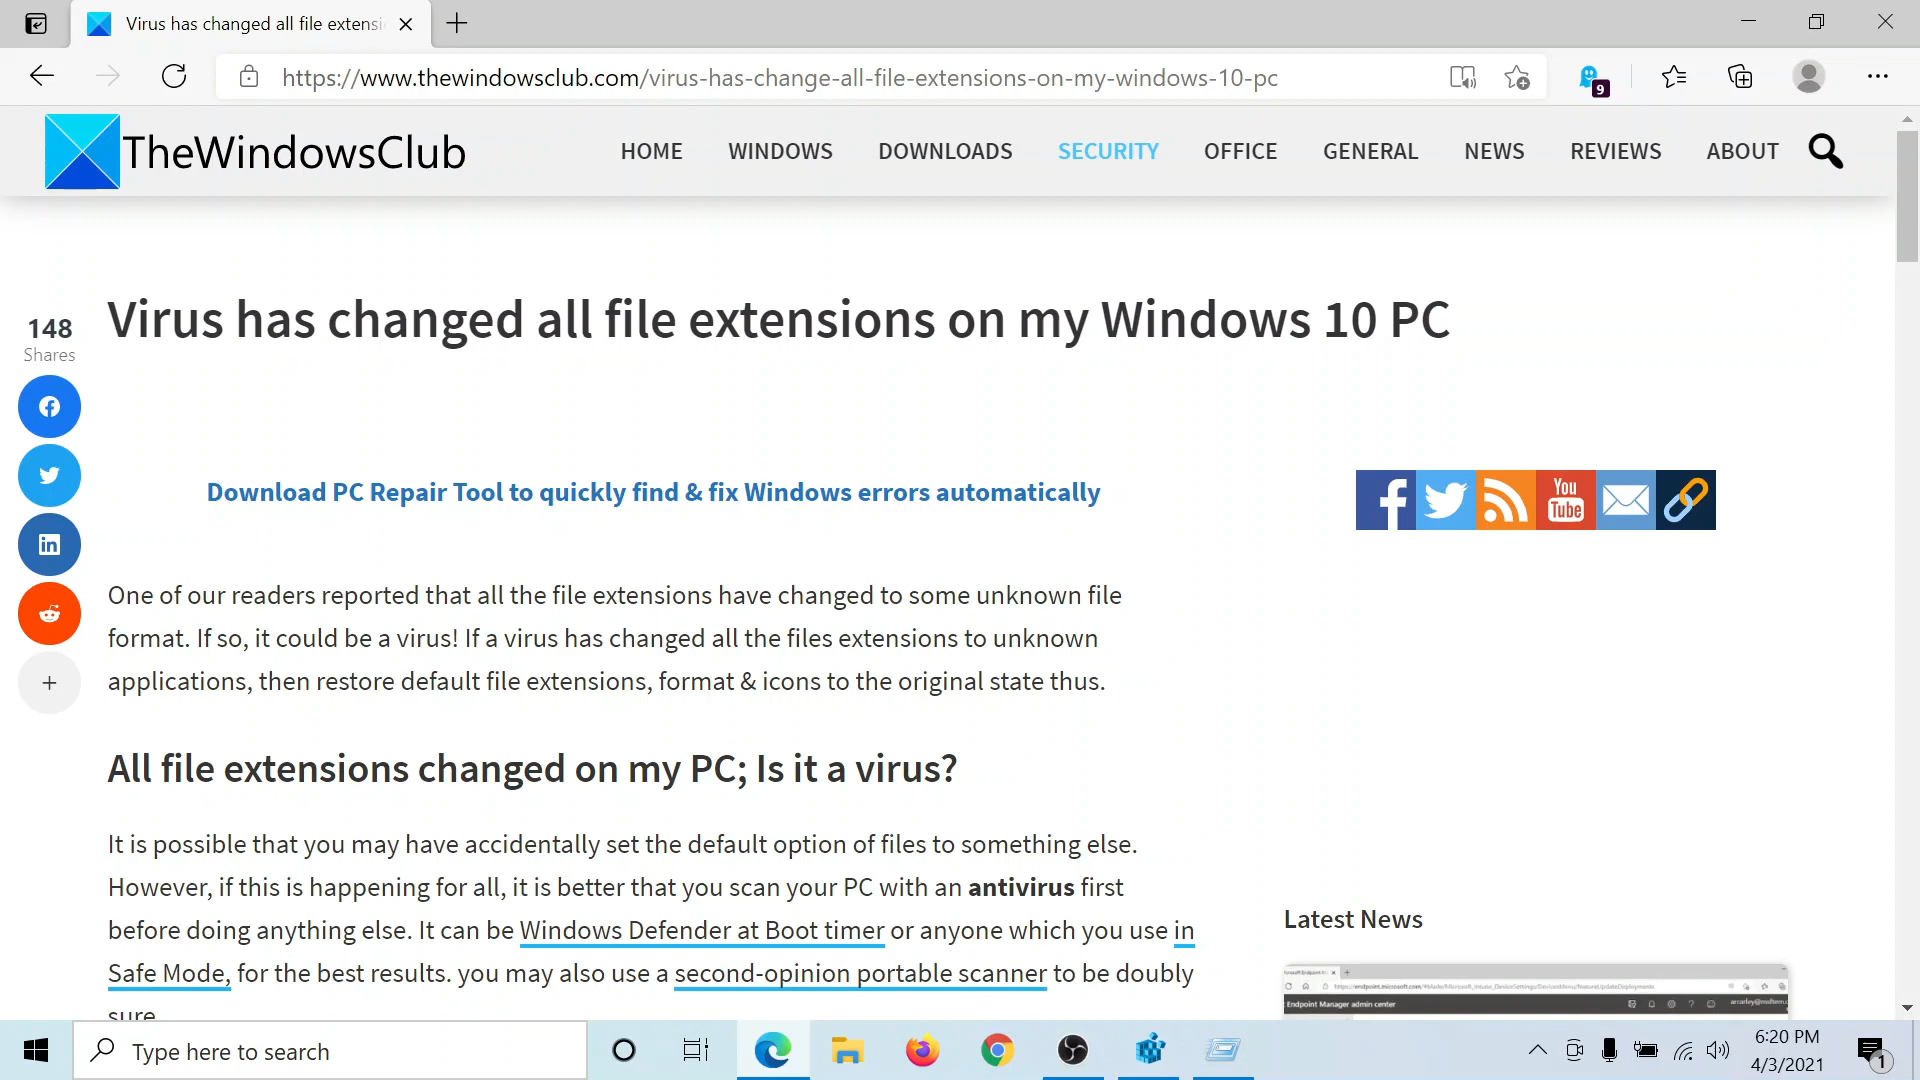 Virus has changed all file extensi
https://www.thewindowsclub.com/virus-has-change-all-file-extensions-on-my-windows-10-pc
9
TheWindowsClub
HOME WINDOWS DOWNLOADS SECURITY OFFICE GENERAL NEWS REVIEWS ABOUT
Virus has changed all file extensions on my Windows 10 PC
148
Shares
Download PC Repair Tool to quickly find & fix Windows errors automatically
You
Tube
One of our readers reported that all the file extensions have changed to some unknown file
format. If so, it could be a virus! If a virus has changed all the files extensions to unknown
applications, then restore default file extensions, format & icons to the original state thus.
All file extensions changed on my PC; Is it a virus?
It is possible that you may have accidentally set the default option of files to something else.
However, if this is happening for all, it is better that you scan your PC with an antivirus first
before doing anything else. It can be Windows Defender at Boot timer or anyone which you use in
Safe Mode, for the best results. you may also use a second-opinion portable scanner to be doubly
sure
Latest News
Endpoint Manager admin center
Type here to search
6:20 PM
4/3/2021
1